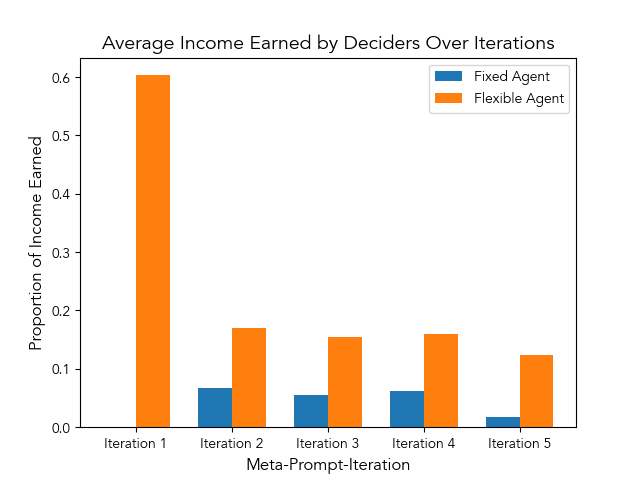 Average Income Earned by Deciders Over Iterations
Fixed Agent
Flexible Agent
Proportion of Income Earned
0.6
0.5
0.4
0.3
0.2
0.1
0.0
Iteration 1 Iteration 2 Iteration 3 Iteration 4 Iteration 5
Meta-Prompt-Iteration